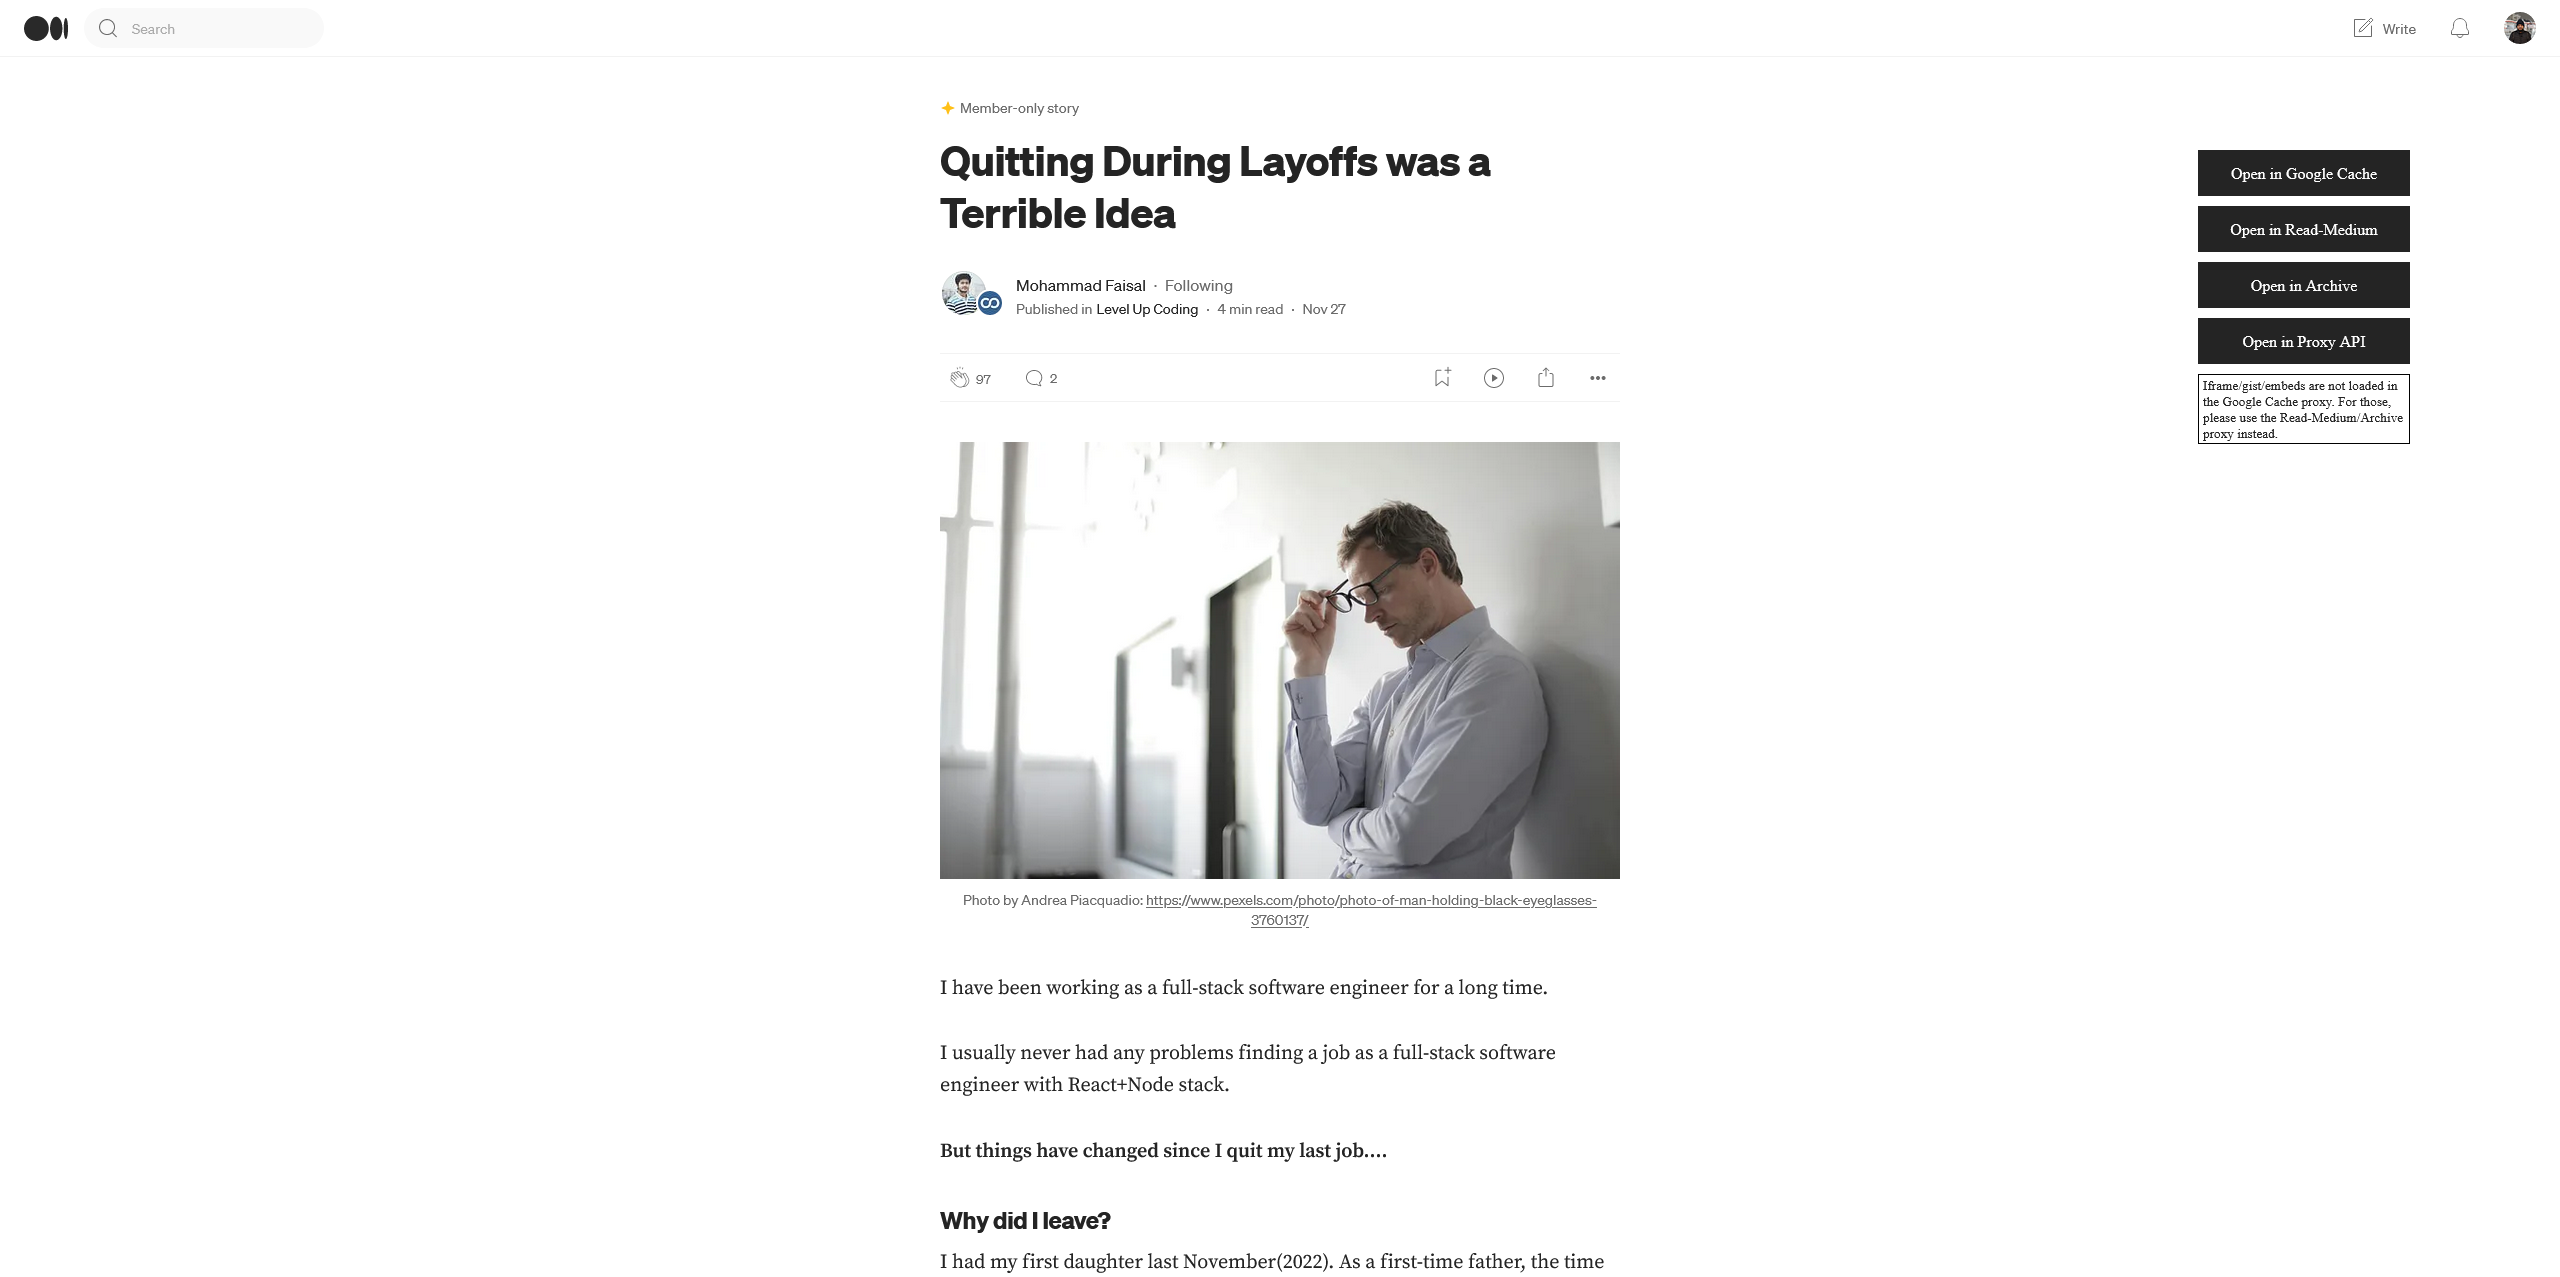 Search
Write
Member-only story
Quitting During Layoffs was a
Terrible Idea
Mohammad Faisal · Following
Published in Level Up Coding · 4 min read · Nov 27
97
2
Open in Google Cache
Open in Read-Medium
Open in Archive
Open in Proxy API
Iframe/gist/embeds are not loaded in
the Google Cache proxy. For those,
please use the Read-Medium/Archive
proxy instead.
Photo by Andrea Piacquadio: https://www.pexels.com/photo/photo-of-man-holding-black-eyeglasses-
3760137/
I have been working as a full-stack software engineer for a long time.
I usually never had any problems finding a job as a full-stack software
engineer with React+Node stack.
But things have changed since I quit my last job….
Why did I leave?
I had my first daughter last November(2022). As a first-time father, the time